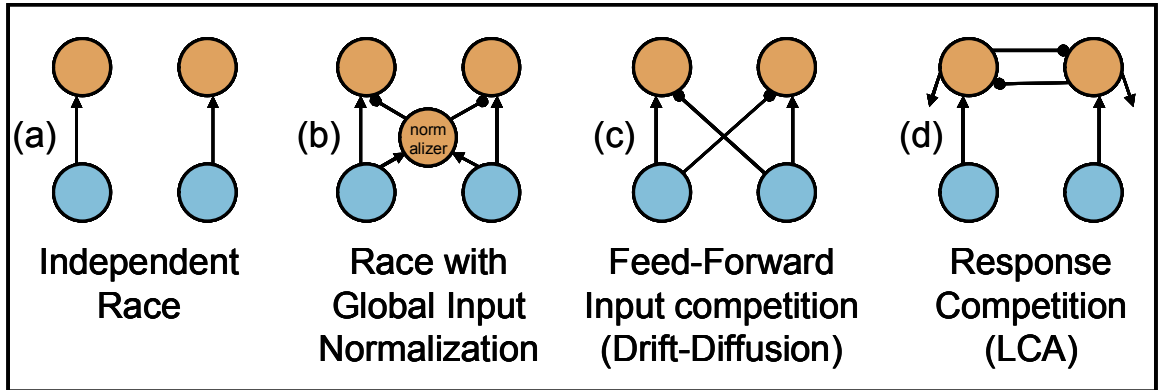 (a)
(b)
norm
alizer
(c)
(d)
Independent
Race
Race with
Global Input
Normalization
Feed-Forward
Input competition
(Drift-Diffusion)
Response
Competition
(LCA)